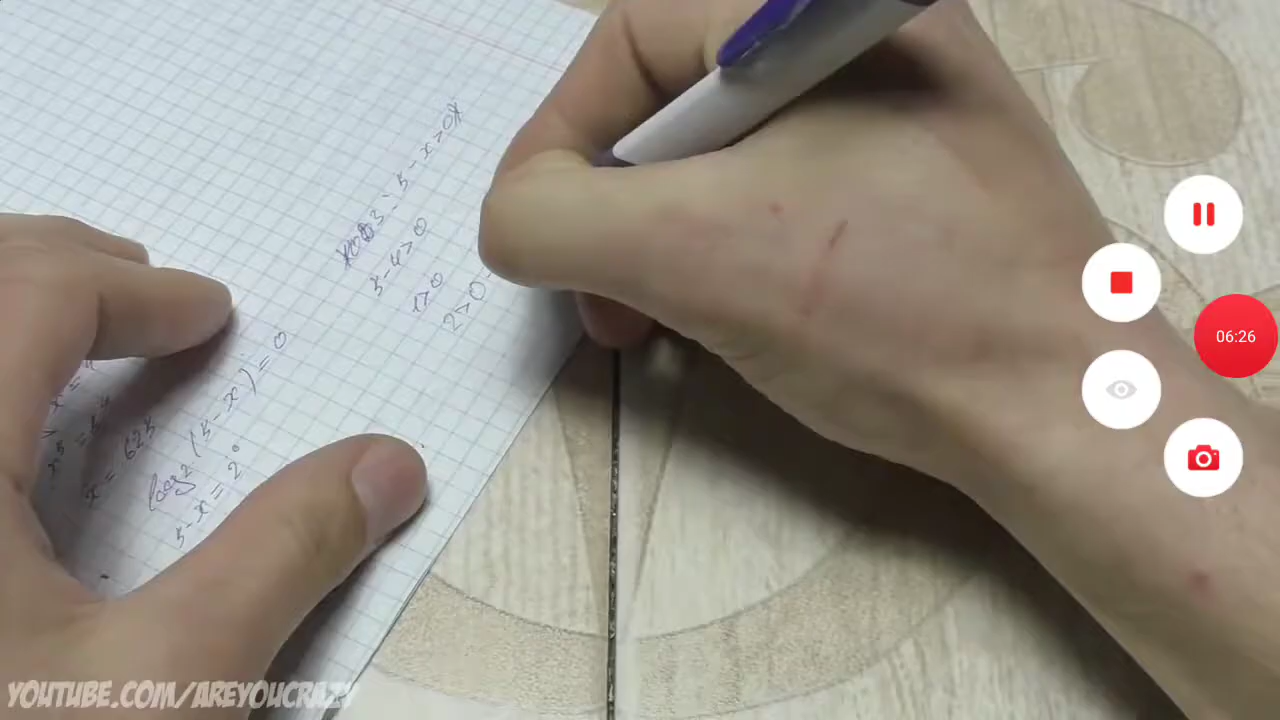 5 - x > 0
5 - 4 > 0
1 > 0
2 > 0
x = 625
log₂ (5 - x) = 0
5 - x = 2⁰
06:26
YOUTUBE.COM/AREYOUCRAZY